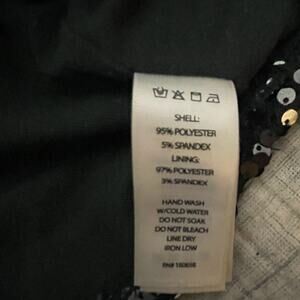 SHELL:
95% POLYESTER
5% SPANDEX
LINING:
97% POLYESTER
3% SPANDEX
HAND WASH
W/COLD WATER
DO NOT SOAK
DO NOT BLEACH
LINE DRY
IRON LOW